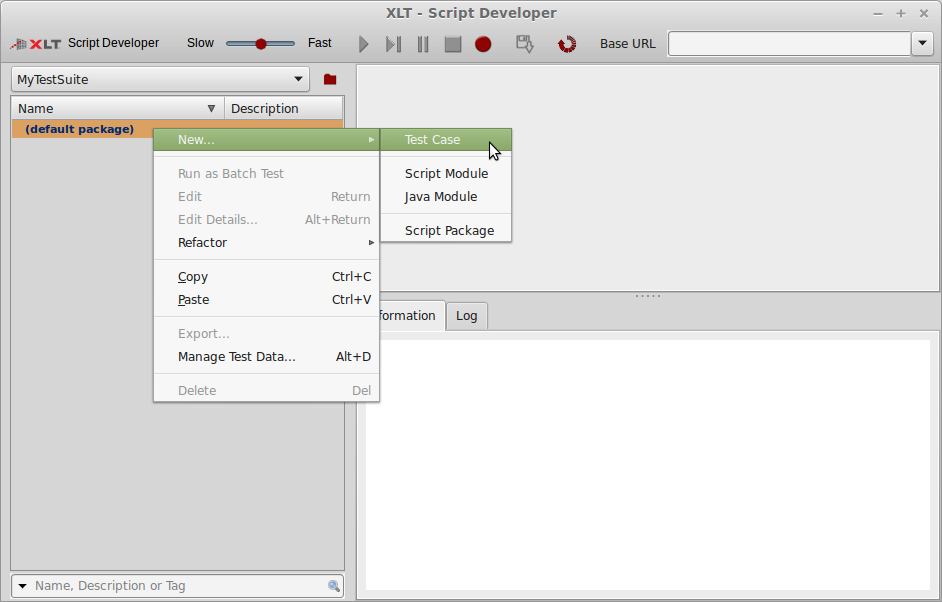 XLT - Script Developer
XLT Script Developer Slow Fast Base URL
MyTestSuite
Name Description
(default package)
New...
Run as Batch Test
Edit Return
Edit Details... Alt+Return
Refactor
Copy Ctrl+C
Paste Ctrl+V
Export...
Manage Test Data... Alt+D
Delete Del
Test Case
Script Module
Java Module
Script Package
formation Log
Name, Description or Tag